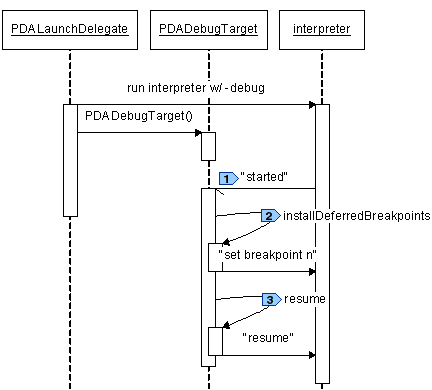 PDALaunchDelegate PDADebugTarget interpreter
run interpreter w/ -debug
PDADebugTarget()
1 "started"
2 installDeferredBreakpoints
"set breakpoint n"
3 resume
"resume"